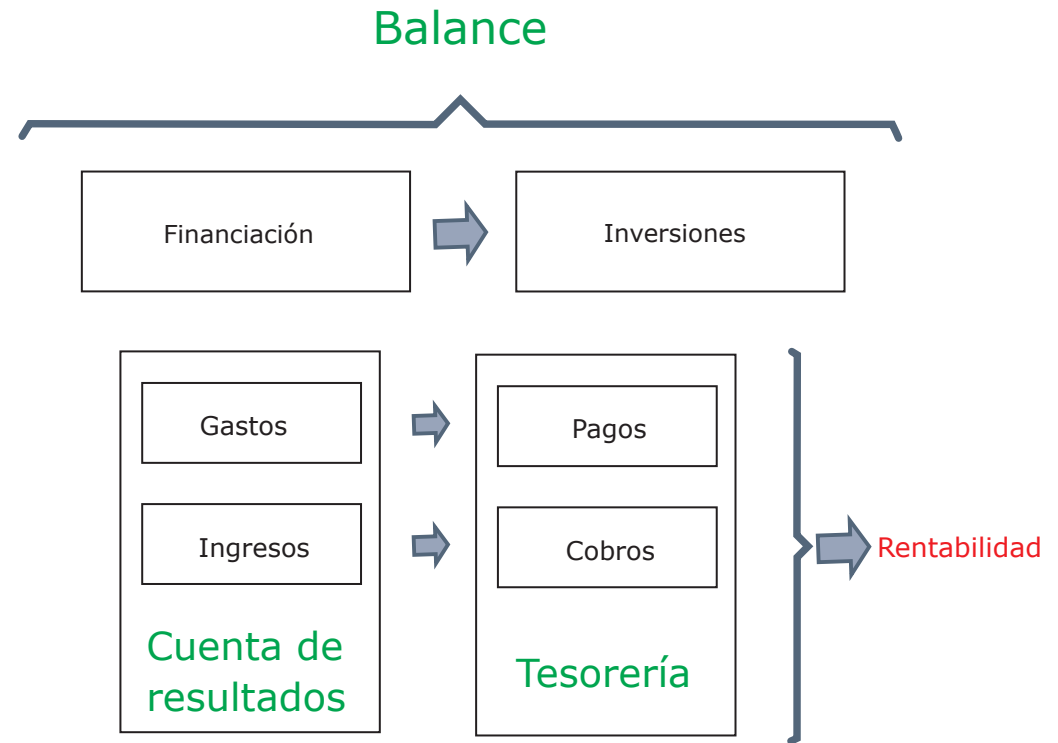 Balance
Financiación
Inversiones
Gastos
Pagos
Ingresos
Cobros
Rentabilidad
Cuenta de
resultados
Tesorería